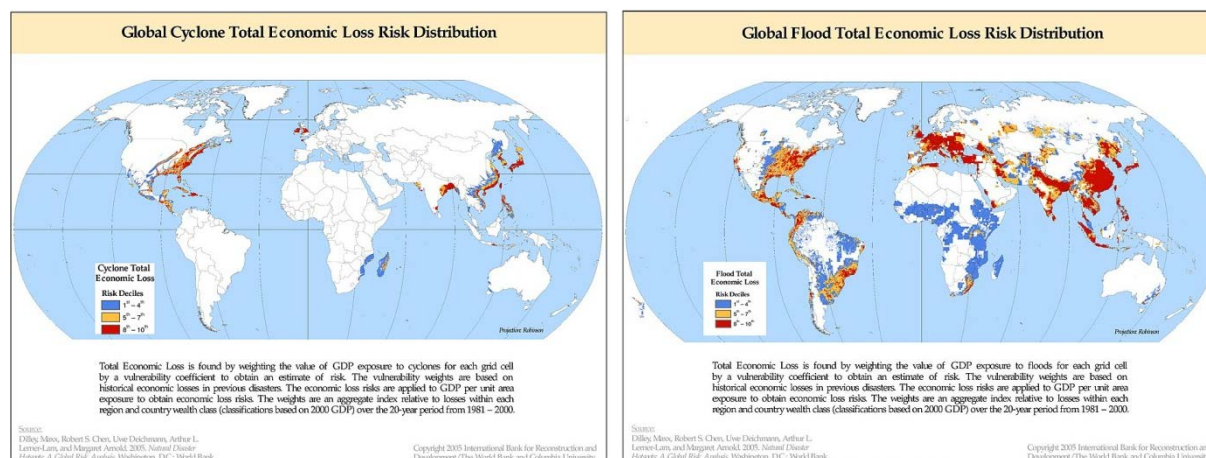 Global Cyclone Total Economic Loss Risk Distribution
Cyclone Total
Economic Loss
Risk Deciles
1st – 4th
5th – 7th
8th – 10th
Projection: Robinson
Total Economic Loss is found by weighting the value of GDP exposure to cyclones for each grid cell
by a vulnerability coefficient to obtain an estimate of risk. The vulnerability weights are based on
historical economic losses in previous disasters. The economic loss risks are applied to GDP per unit area
exposure to obtain economic loss risks. The weights are an aggregate index relative to losses within each
region and country wealth class (classifications based on 2000 GDP) over the 20-year period from 1981 – 2000.
Source:
Dilley, Maxx, Robert S. Chen, Uwe Deichmann, Arthur L.
Lerner-Lam, and Margaret Arnold. 2005. Natural Disaster
Hotspots: A Global Risk Analysis. Washington, D.C.: World Bank.
Copyright 2005 International Bank for Reconstruction and
Development/The World Bank and Columbia University
Global Flood Total Economic Loss Risk Distribution
Flood Total
Economic Loss
Risk Deciles
1st – 4th
5th – 7th
8th – 10th
Projection: Robinson
Total Economic Loss is found by weighting the value of GDP exposure to floods for each grid cell
by a vulnerability coefficient to obtain an estimate of risk. The vulnerability weights are based on
historical economic losses in previous disasters. The economic loss risks are applied to GDP per unit area
exposure to obtain economic loss risks. The weights are an aggregate index relative to losses within each
region and country wealth class (classifications based on 2000 GDP) over the 20-year period from 1981 – 2000.
Source:
Dilley, Maxx, Robert S. Chen, Uwe Deichmann, Arthur L.
Lerner-Lam, and Margaret Arnold. 2005. Natural Disaster
Hotspots: A Global Risk Analysis. Washington, D.C.: World Bank.
Copyright 2005 International Bank for Reconstruction and
Development/The World Bank and Columbia University